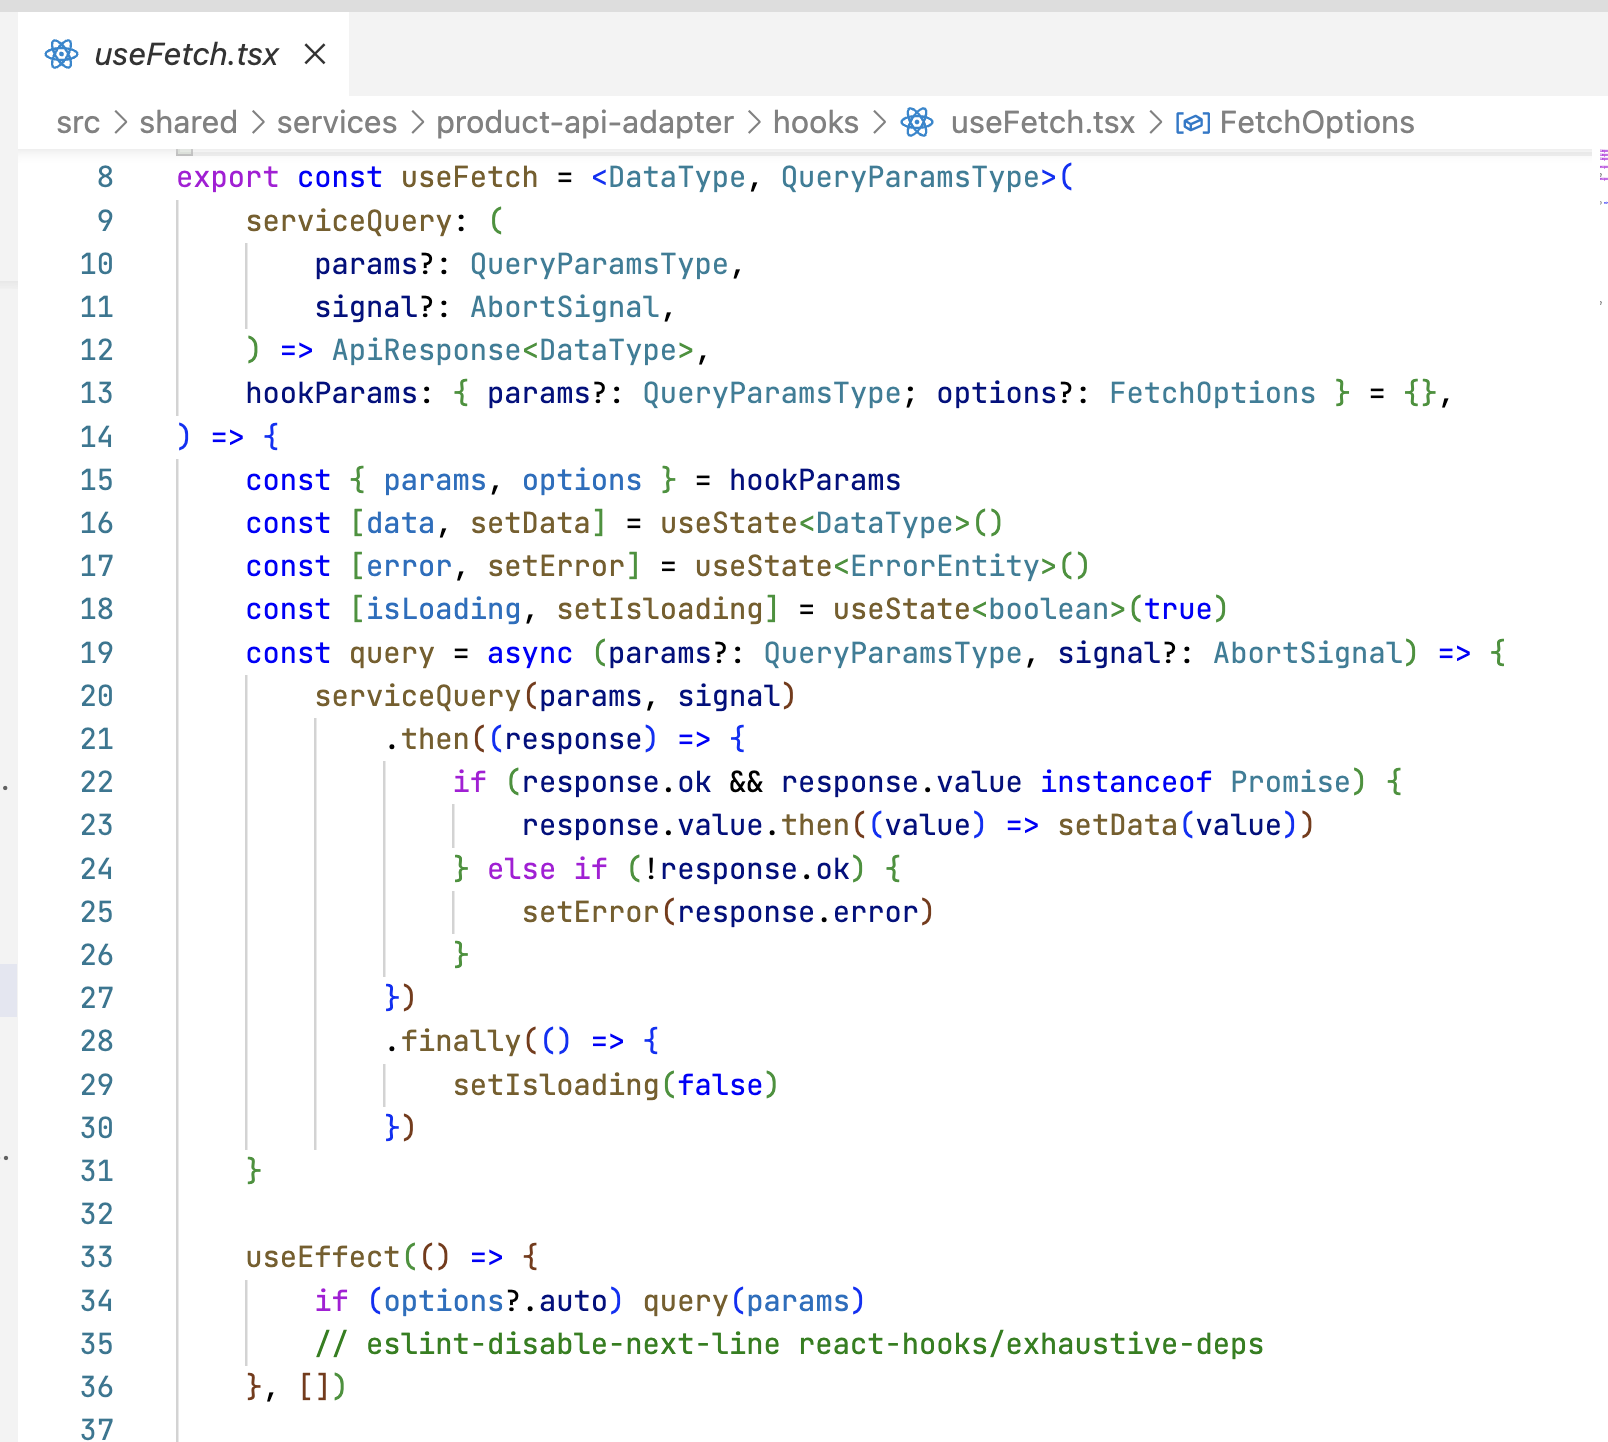 useFetch.tsx ×
src > shared > services > product-api-adapter > hooks > useFetch.tsx > FetchOptions
8 export const useFetch = <DataType, QueryParamsType>(
9     serviceQuery: (
10         params?: QueryParamsType,
11         signal?: AbortSignal,
12     ) => ApiResponse<DataType>,
13     hookParams: { params?: QueryParamsType; options?: FetchOptions } = {},
14 ) => {
15     const { params, options } = hookParams
16     const [data, setData] = useState<DataType>()
17     const [error, setError] = useState<ErrorEntity>()
18     const [isLoading, setIsloading] = useState<boolean>(true)
19     const query = async (params?: QueryParamsType, signal?: AbortSignal) => {
20         serviceQuery(params, signal)
21             .then((response) => {
22                 if (response.ok && response.value instanceof Promise) {
23                     response.value.then((value) => setData(value))
24                 } else if (!response.ok) {
25                     setError(response.error)
26                 }
27             })
28             .finally(() => {
29                 setIsloading(false)
30             })
31     }
32
33     useEffect(() => {
34         if (options?.auto) query(params)
35         // eslint-disable-next-line react-hooks/exhaustive-deps
36     }, [])
37